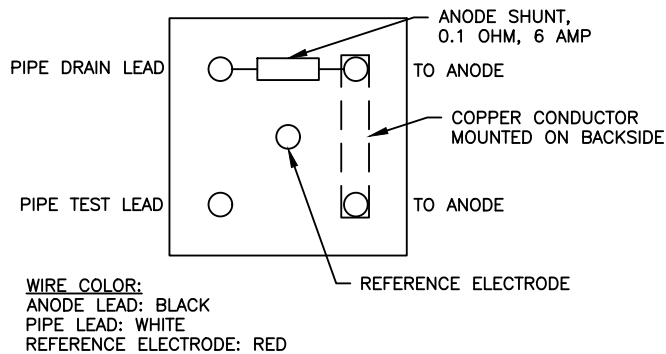 ANODE SHUNT,
0.1 OHM, 6 AMP
PIPE DRAIN LEAD
TO ANODE
COPPER CONDUCTOR
MOUNTED ON BACKSIDE
PIPE TEST LEAD
TO ANODE
REFERENCE ELECTRODE
WIRE COLOR:
ANODE LEAD: BLACK
PIPE LEAD: WHITE
REFERENCE ELECTRODE: RED